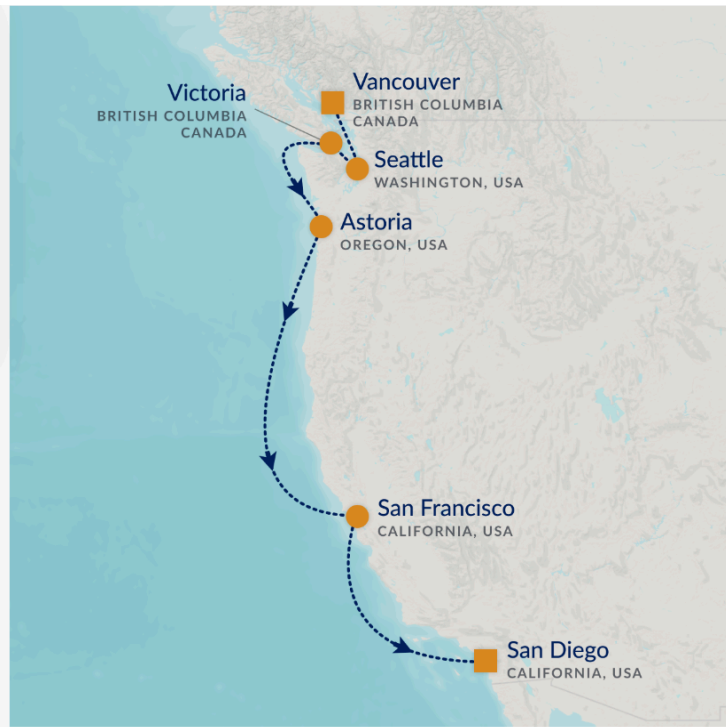 Vancouver
BRITISH COLUMBIA
CANADA
Victoria
BRITISH COLUMBIA
CANADA
Seattle
WASHINGTON, USA
Astoria
OREGON, USA
San Francisco
CALIFORNIA, USA
San Diego
CALIFORNIA, USA